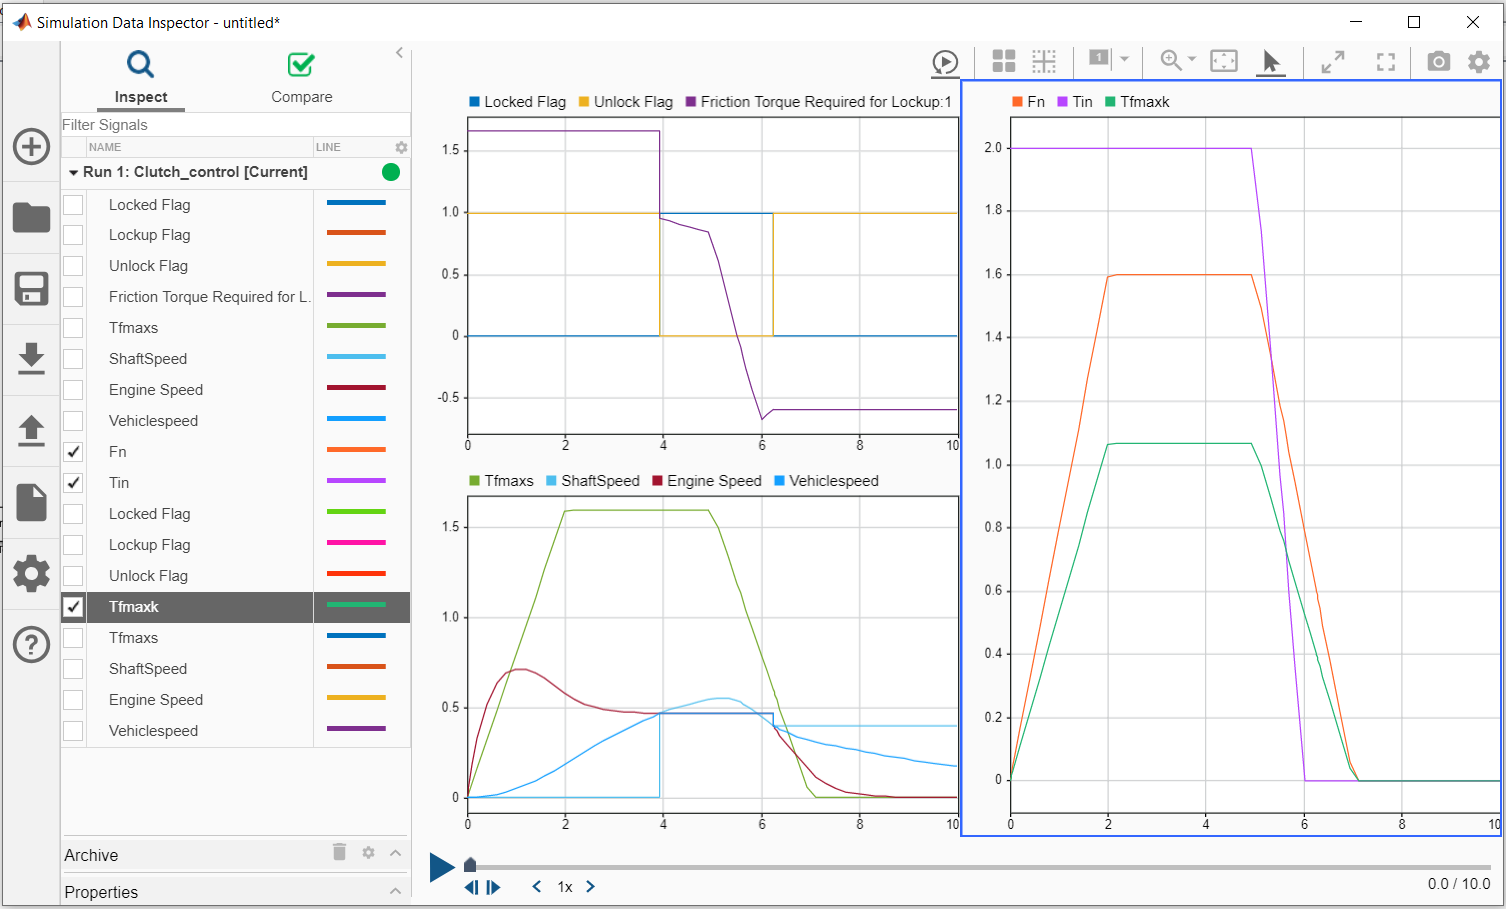 Simulation Data Inspector - untitled*
Inspect
Compare
Filter Signals
NAME
LINE
Run 1: Clutch_control [Current]
Locked Flag
Lockup Flag
Unlock Flag
Friction Torque Required for L.
Tfmaxs
ShaftSpeed
Engine Speed
Vehiclespeed
Fn
Tin
Locked Flag
Lockup Flag
Unlock Flag
Tfmaxk
Tfmaxs
ShaftSpeed
Engine Speed
Vehiclespeed
Archive
Properties
1
Locked Flag Unlock Flag Friction Torque Required for Lockup:1
1.5
1.0
0.5
0
-0.5
0 2 4 6 8 10
Tfmaxs ShaftSpeed Engine Speed Vehiclespeed
1.5
1.0
0.5
0
0 2 4 6 8 10
Fn Tin Tfmaxk
2.0
1.8
1.6
1.4
1.2
1.0
0.8
0.6
0.4
0.2
0
0 2 4 6 8 10
1x
0.0 / 10.0